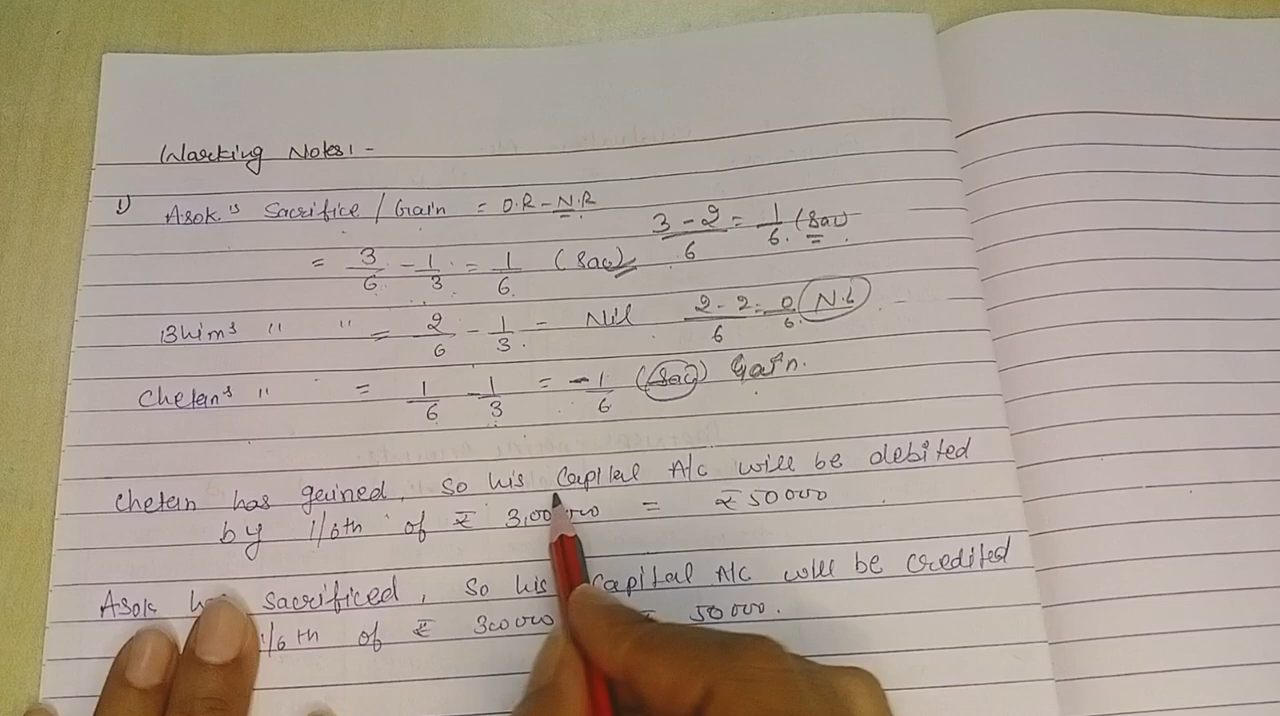 Working Notes:-
1) Asok's Sacrifice / Gain = O.R - N.R
= 3/6 - 1/3 = 1/6 (Sac) 3 - 2/6 = 1/6 (Sac)
Bhim's " " = 2/6 - 1/3 = Nil 2 - 2/6 = 0/6 (Nil)
Chetan's " = 1/6 - 1/3 = -1/6 (Sac) Gain.
Chetan has gained, so his Capital A/c will be debited
by 1/6th of ₹ 3,00,000 = ₹ 50000
Asok sacrificed, so his Capital A/c will be credited
1/6th of ₹ 300000 ₹ 50000.